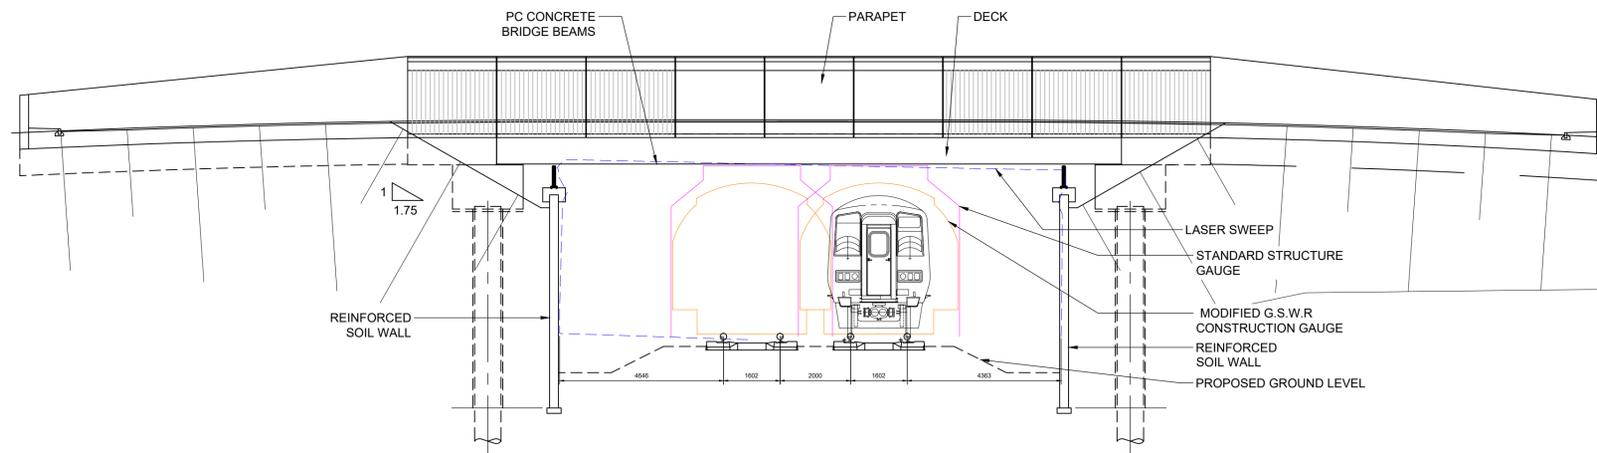 PC CONCRETE
BRIDGE BEAMS
PARAPET
DECK
1
1.75
LASER SWEEP
STANDARD STRUCTURE
GAUGE
REINFORCED
SOIL WALL
MODIFIED G.S.W.R
CONSTRUCTION GAUGE
REINFORCED
SOIL WALL
PROPOSED GROUND LEVEL
4646
1602
2000
1602
4363